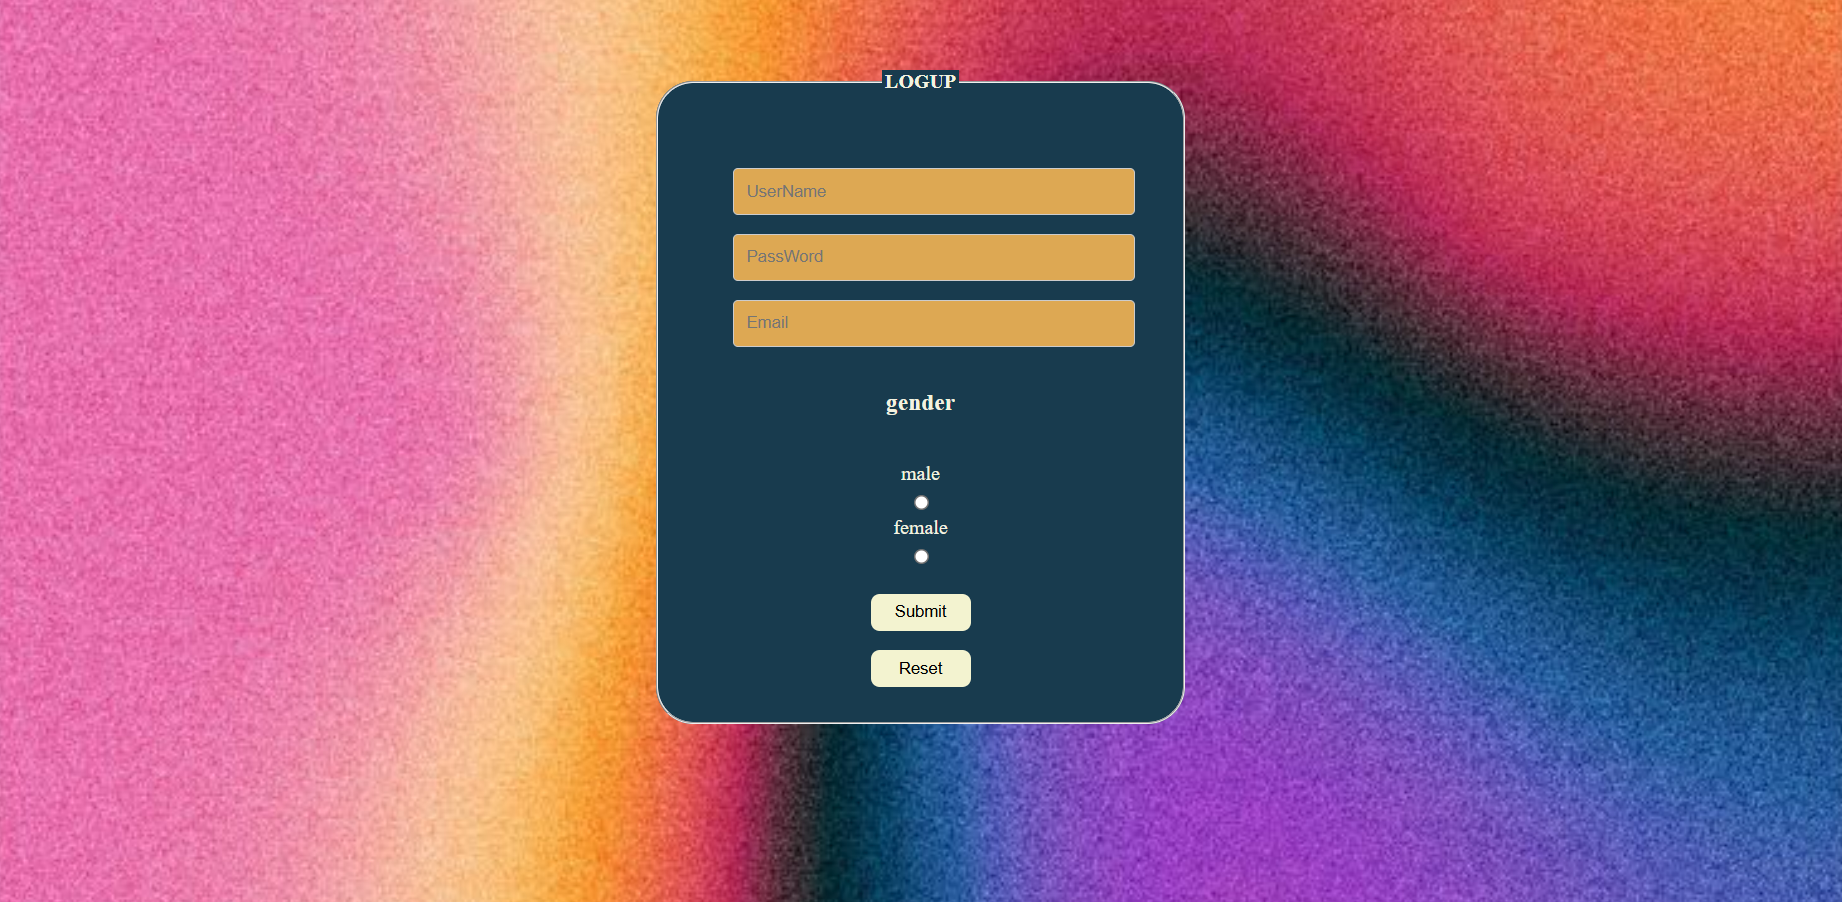 LOGUP
UserName
PassWord
Email
gender
male
female
Submit
Reset